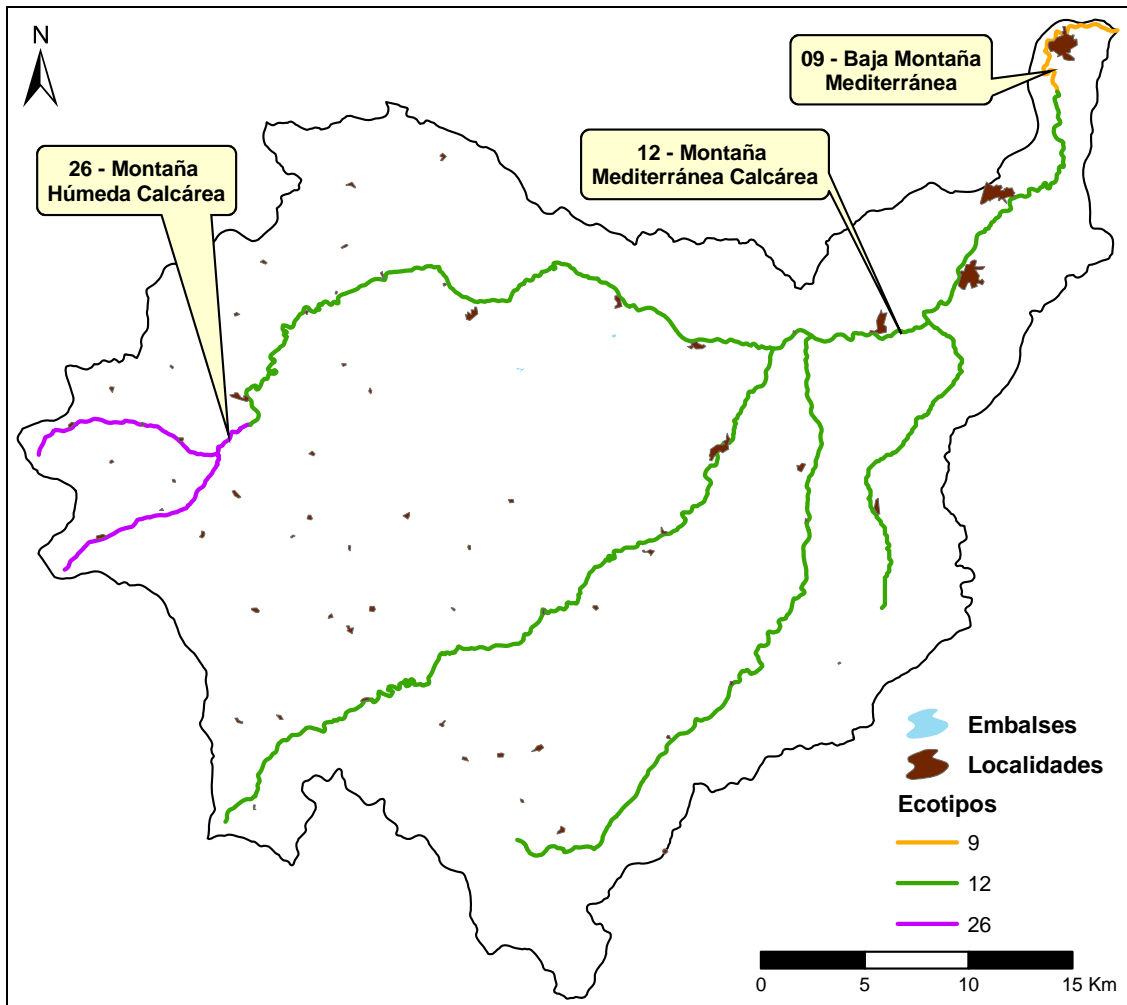 N
09 - Baja Montaña
Mediterránea
12 - Montaña
Mediterránea Calcárea
26 - Montaña
Húmeda Calcárea
Embalses
Localidades
Ecotipos
9
12
26
0 5 10 15 Km